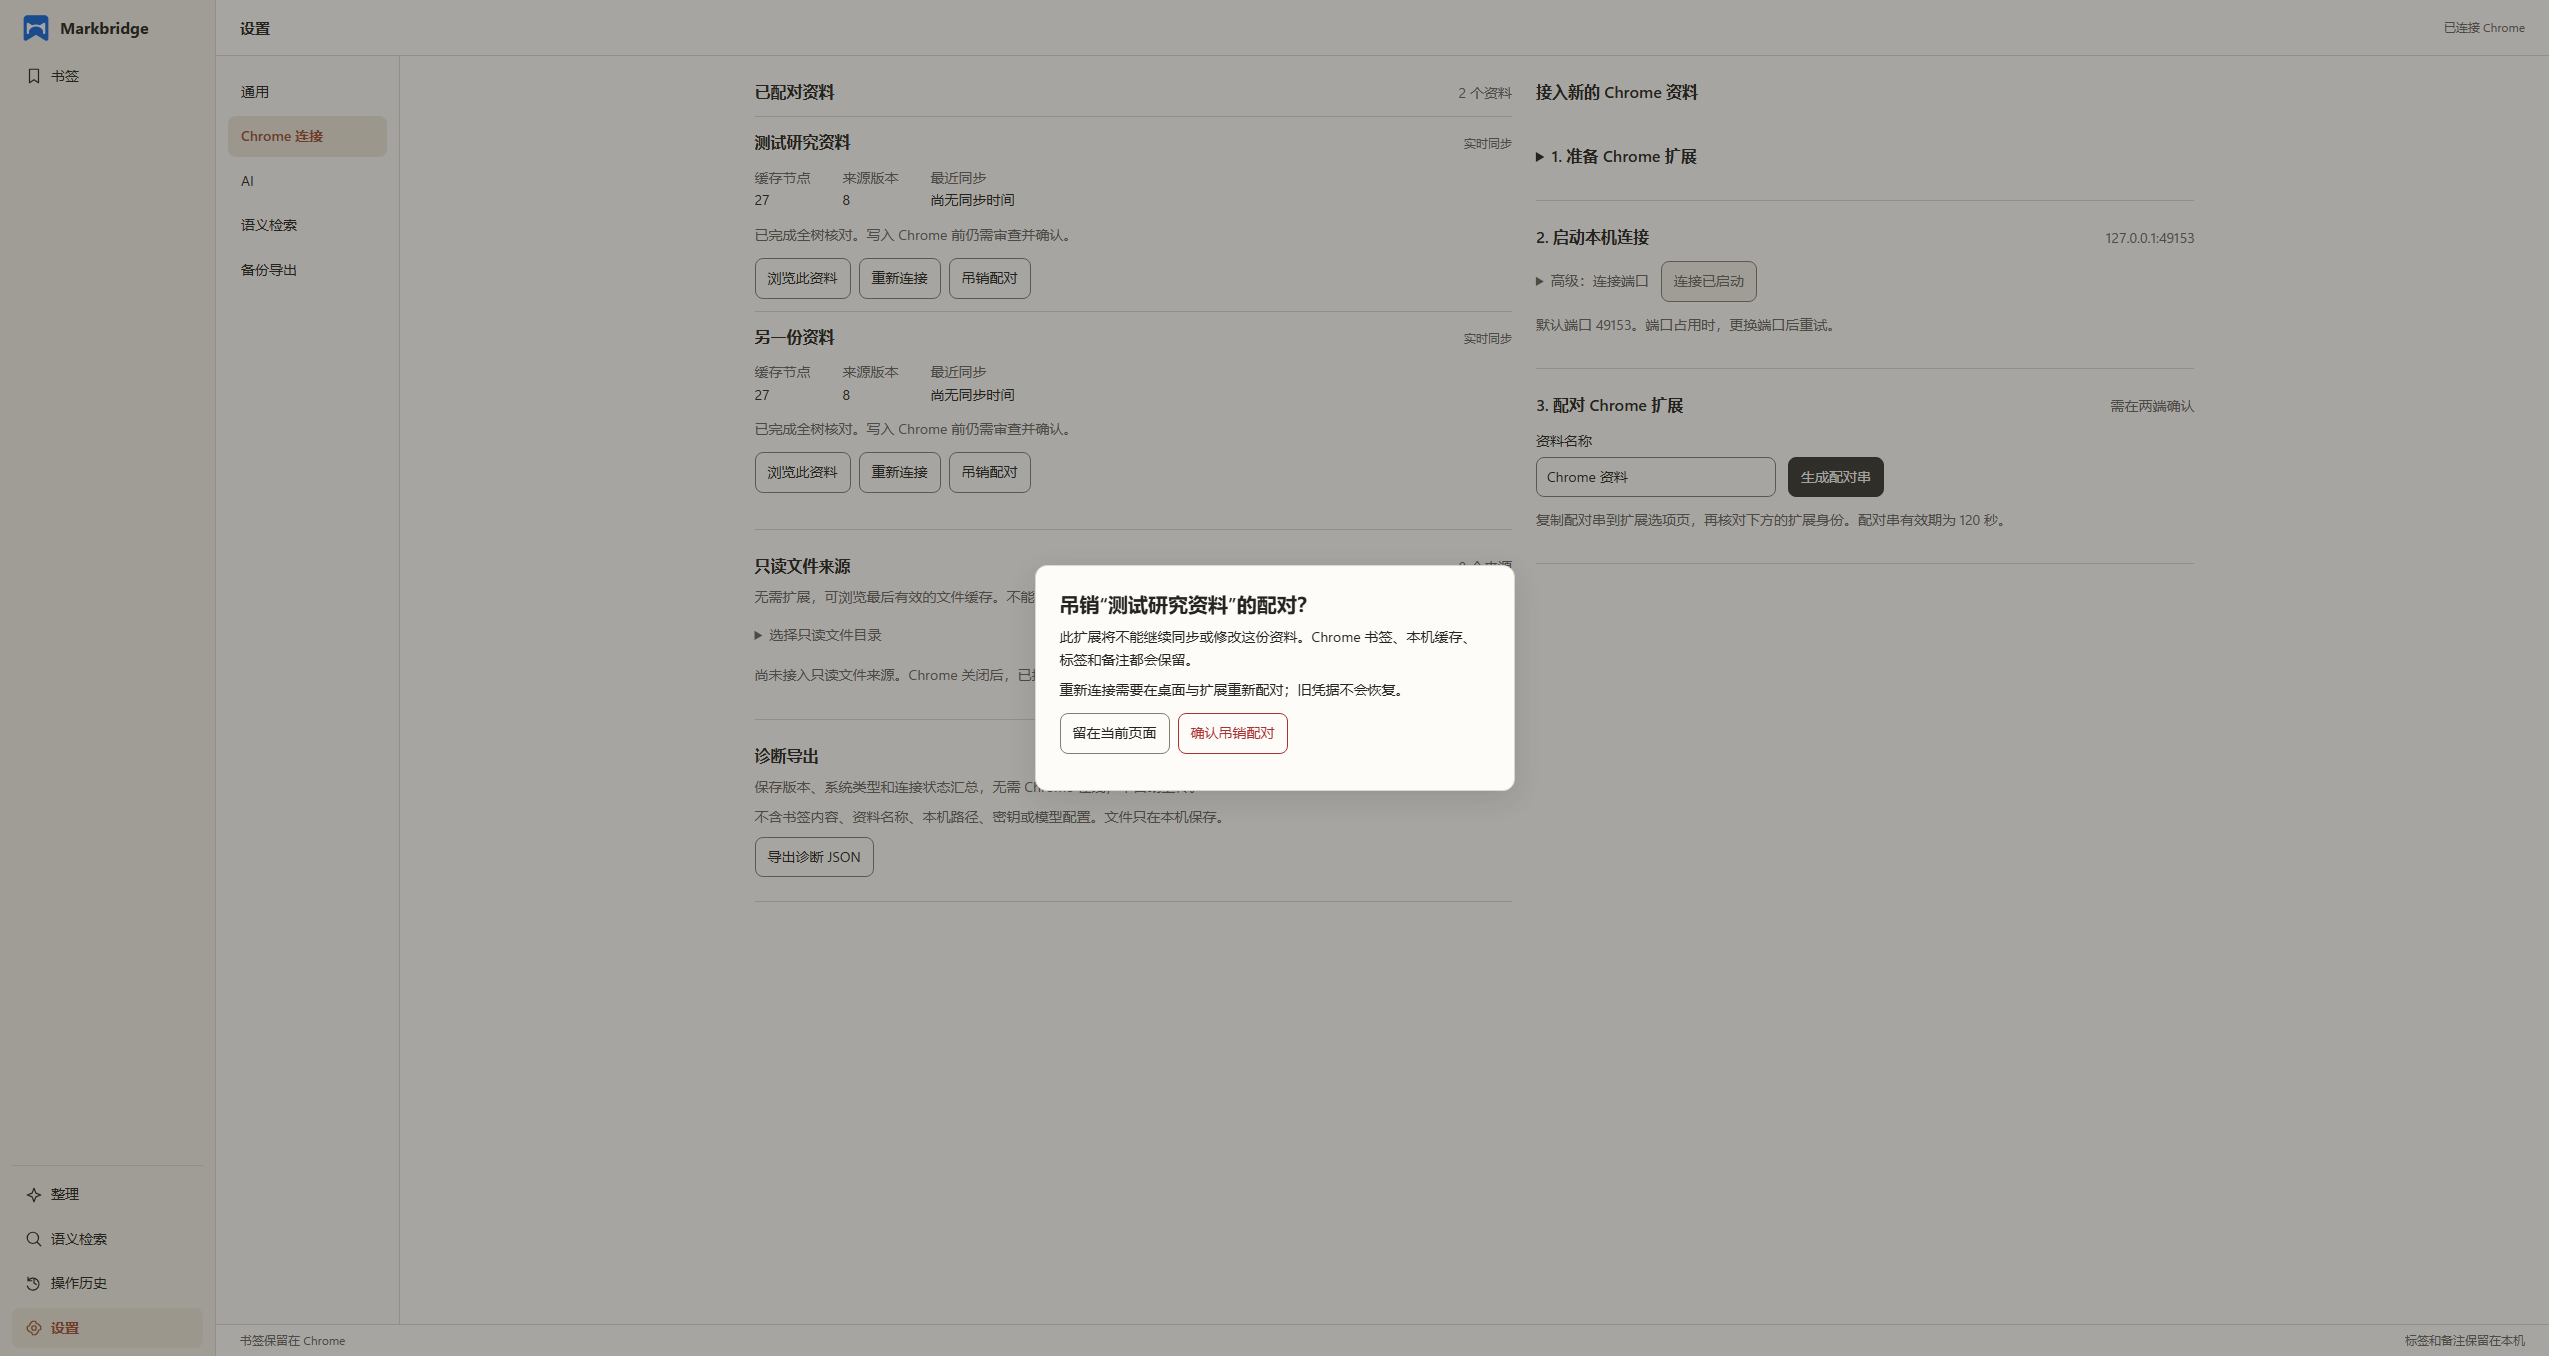 Markbridge
书签
整理
语义检索
操作历史
设置
设置
已连接 Chrome
通用
Chrome 连接
AI
语义检索
备份导出
已配对资料
2 个资料
测试研究资料
实时同步
缓存节点 来源版本 最近同步
27 8 尚无同步时间
已完成全树核对。写入 Chrome 前仍需审查并确认。
浏览此资料 重新连接 吊销配对
另一份资料
实时同步
缓存节点 来源版本 最近同步
27 8 尚无同步时间
已完成全树核对。写入 Chrome 前仍需审查并确认。
浏览此资料 重新连接 吊销配对
只读文件来源
无需扩展，可浏览最后有效的文件缓存。不能
选择只读文件目录
尚未接入只读文件来源。Chrome 关闭后，已
诊断导出
保存版本、系统类型和连接状态汇总，无需
不含书签内容、资料名称、本机路径、密钥或模型配置。文件只在本机保存。
导出诊断 JSON
接入新的 Chrome 资料
1. 准备 Chrome 扩展
2. 启动本机连接
127.0.0.1:49153
高级：连接端口 连接已启动
默认端口 49153。端口占用时，更换端口后重试。
3. 配对 Chrome 扩展
需在两端确认
资料名称
Chrome 资料 生成配对串
复制配对串到扩展选项页，再核对下方的扩展身份。配对串有效期为 120 秒。
吊销“测试研究资料”的配对？
此扩展将不能继续同步或修改这份资料。Chrome 书签、本机缓存、
标签和备注都会保留。
重新连接需要在桌面与扩展重新配对；旧凭据不会恢复。
留在当前页面 确认吊销配对
书签保留在 Chrome
标签和备注保留在本机